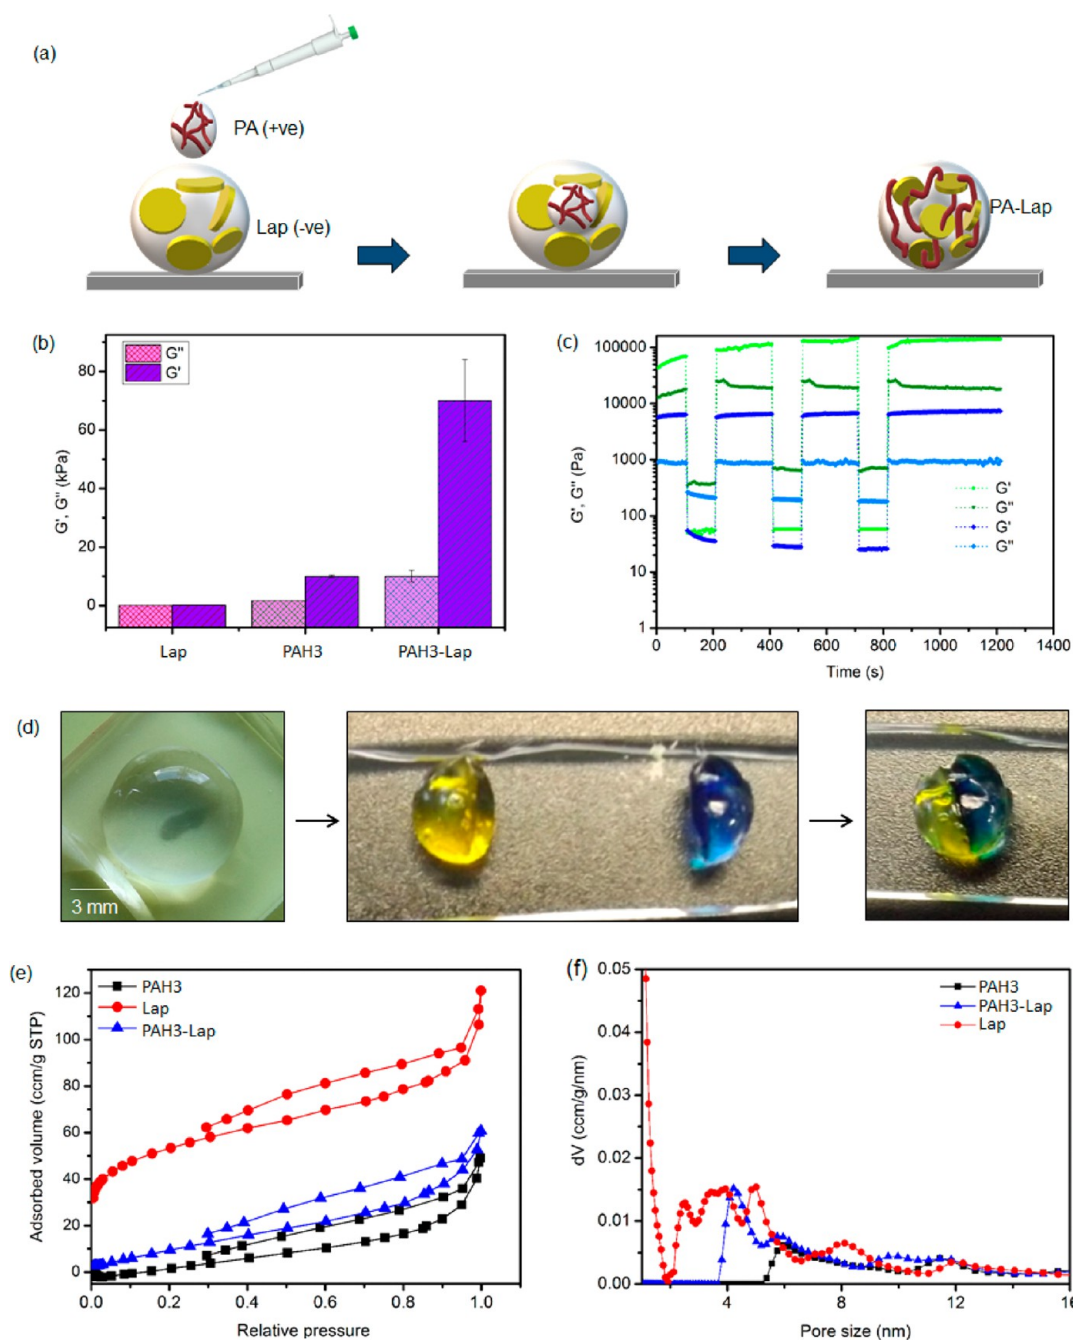 (a)
PA (+ve)
Lap (-ve)
PA-Lap
(b)
G"
G'
80
60
40
20
0
G', G" (kPa)
Lap
PAH3
PAH3-Lap
(c)
100000
10000
1000
100
10
1
G', G" (Pa)
G'
G"
G'
G"
0
200
400
600
800
1000
1200
1400
Time (s)
(d)
3 mm
(e)
PAH3
Lap
PAH3-Lap
120
100
80
60
40
20
0
Adsorbed volume (ccm/g STP)
0.0
0.2
0.4
0.6
0.8
1.0
Relative pressure
(f)
PAH3
PAH3-Lap
Lap
0.05
0.04
0.03
0.02
0.01
0.00
dV (ccm/g/nm)
4
8
12
16
Pore size (nm)